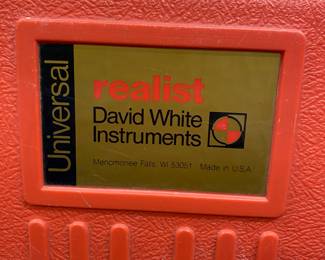 Universal
realist
David White
Instruments
Menomonee Falls, WI 53051 Made in U.S.A.